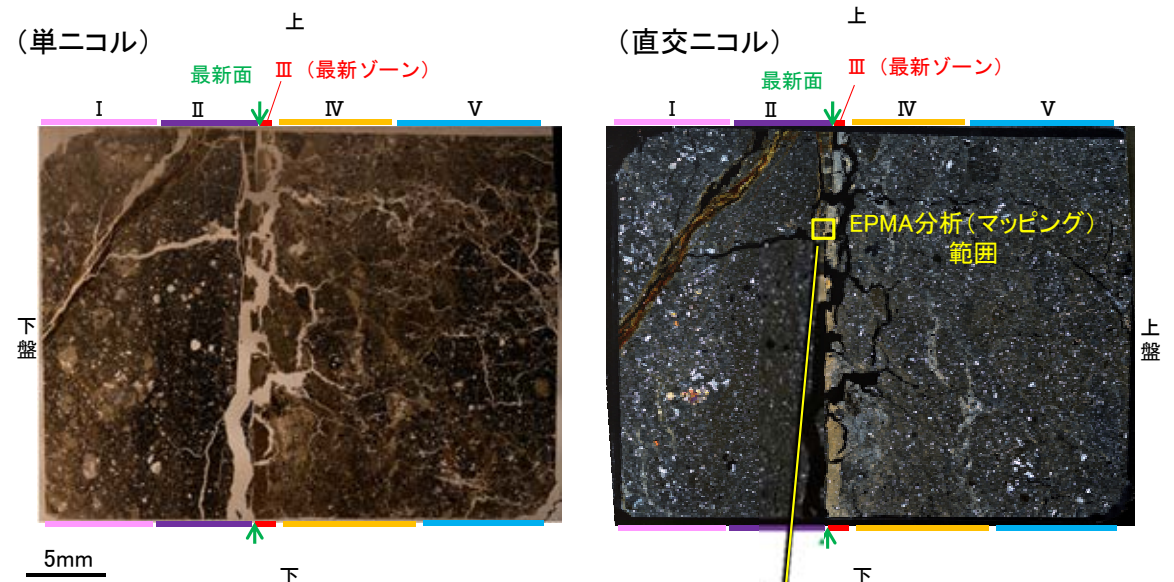 (単ニコル)
上
最新面
Ⅲ (最新ゾーン)
Ⅰ
Ⅱ
Ⅳ
Ⅴ
下盤
5mm
下
(直交ニコル)
上
最新面
Ⅲ (最新ゾーン)
Ⅰ
Ⅱ
Ⅳ
Ⅴ
EPMA分析(マッピング)
範囲
上盤
下